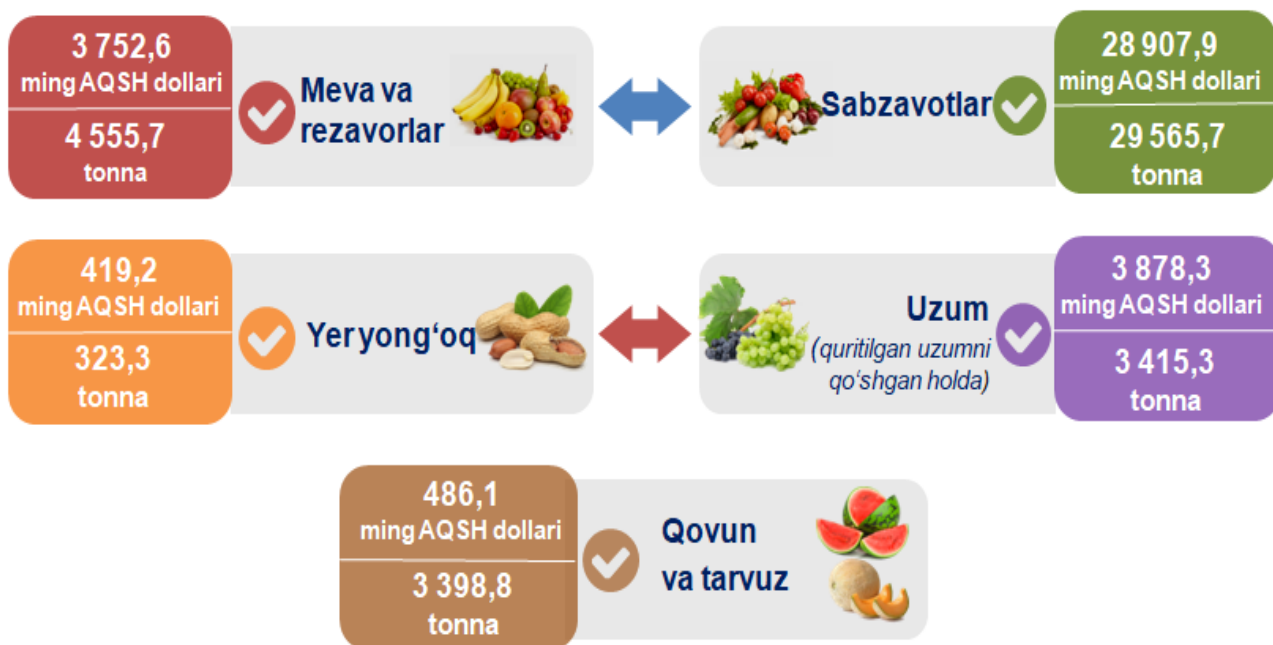 3 752,6
ming AQSH dollari
4 555,7
tonna
Meva va
rezavorlar
Sabzavotlar
28 907,9
ming AQSH dollari
29 565,7
tonna
419,2
ming AQSH dollari
323,3
tonna
Yeryong‘oq
Uzum
(quritilgan uzumni
qo‘shgan holda)
3 878,3
ming AQSH dollari
3 415,3
tonna
486,1
ming AQSH dollari
3 398,8
tonna
Qovun
va tarvuz